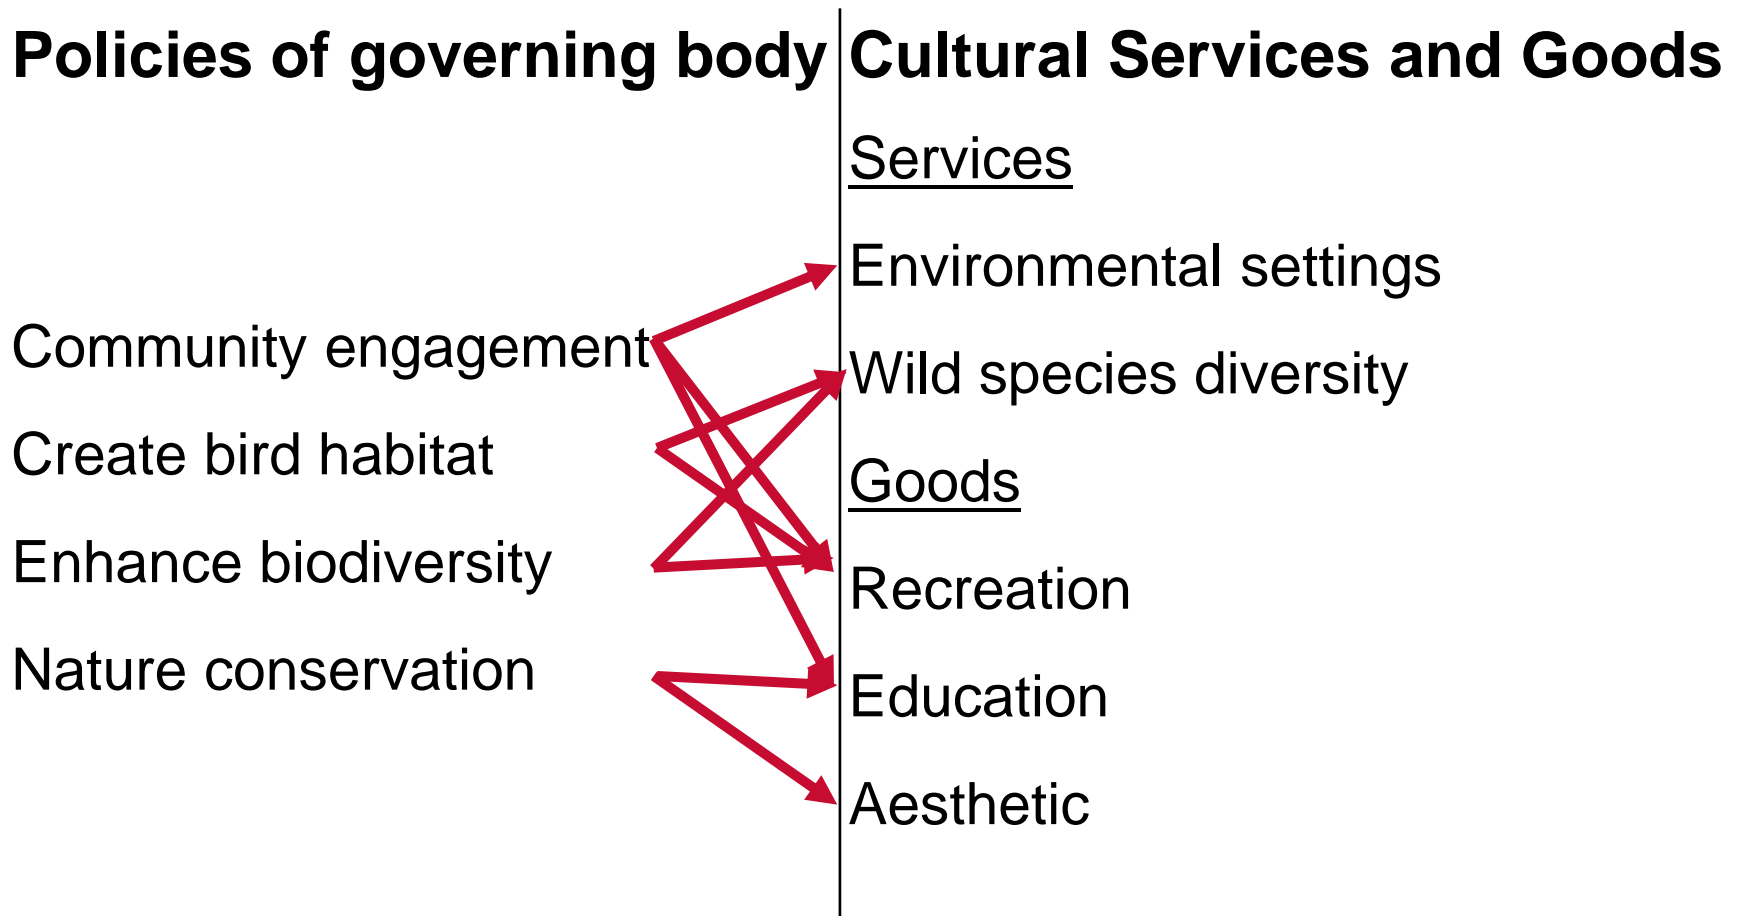 Policies of governing body
Community engagement
Create bird habitat
Enhance biodiversity
Nature conservation
Cultural Services and Goods
Services
Environmental settings
Wild species diversity
Goods
Recreation
Education
Aesthetic